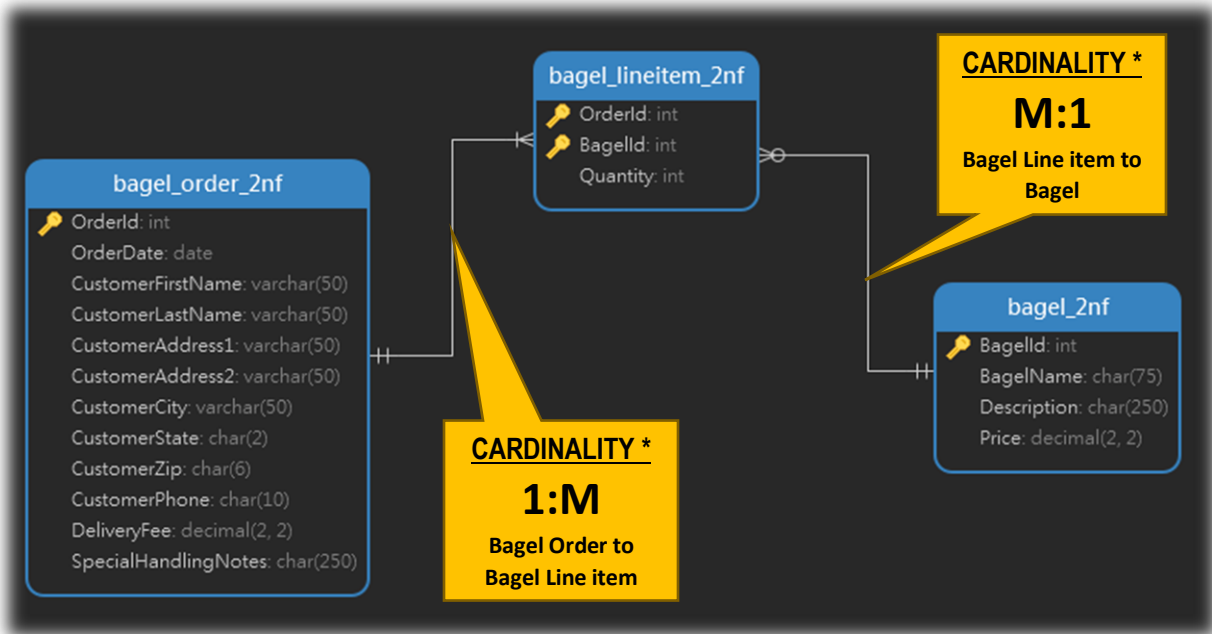 bagel_order_2nf
OrderId: int
OrderDate: date
CustomerFirstName: varchar(50)
CustomerLastName: varchar(50)
CustomerAddress1: varchar(50)
CustomerAddress2: varchar(50)
CustomerCity: varchar(50)
CustomerState: char(2)
CustomerZip: char(6)
CustomerPhone: char(10)
DeliveryFee: decimal(2, 2)
SpecialHandlingNotes: char(250)
CARDINALITY *
1:M
Bagel Order to
Bagel Line item
bagel_lineitem_2nf
OrderId: int
BagelId: int
Quantity: int
CARDINALITY *
M:1
Bagel Line item to
Bagel
bagel_2nf
BagelId: int
BagelName: char(75)
Description: char(250)
Price: decimal(2, 2)